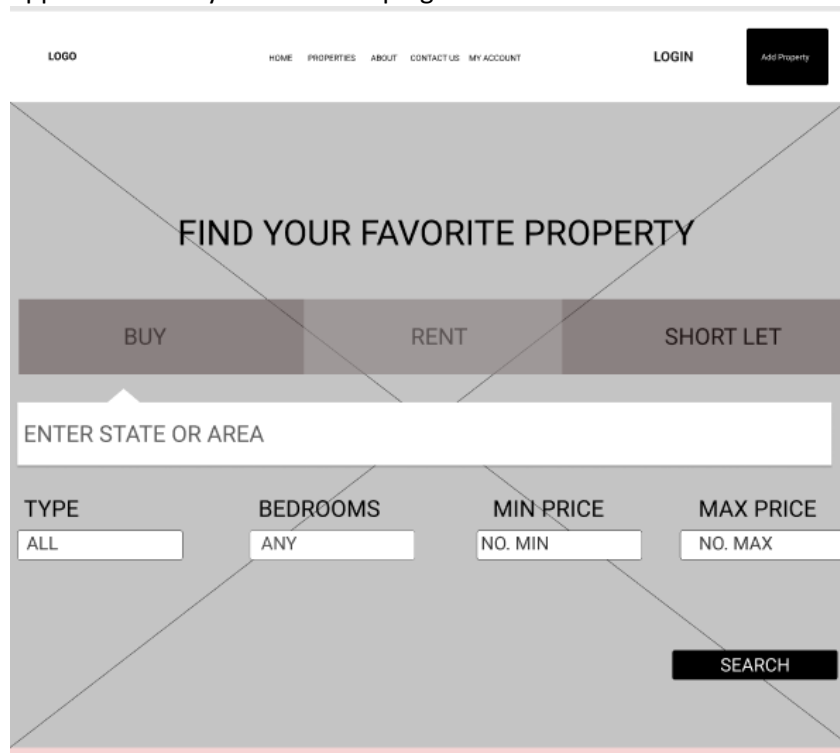 LOGO HOME PROPERTIES ABOUT CONTACT US MY ACCOUNT LOGIN Add Property
FIND YOUR FAVORITE PROPERTY
BUY RENT SHORT LET
ENTER STATE OR AREA
TYPE BEDROOMS MIN PRICE MAX PRICE
ALL ANY NO. MIN NO. MAX
SEARCH